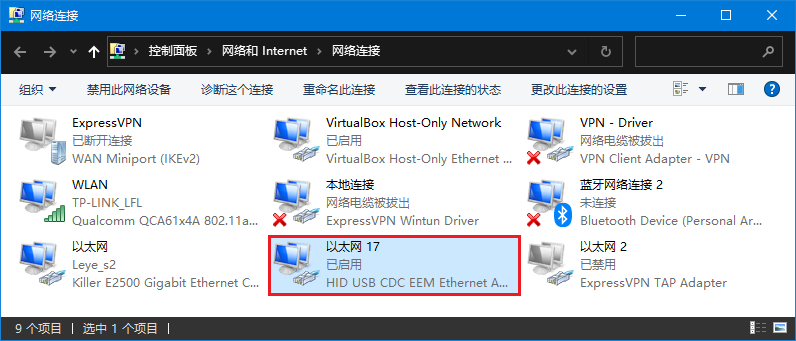 网络连接
控制面板 网络和 Internet 网络连接
组织 禁用此网络设备 诊断这个连接 重命名此连接 查看此连接的状态 更改此连接的设置
ExpressVPN
已断开连接
WAN Miniport (IKEv2)
VirtualBox Host-Only Network
已启用
VirtualBox Host-Only Ethernet ...
VPN - Driver
网络电缆被拔出
VPN Client Adapter - VPN
WLAN
TP-LINK_LFL
Qualcomm QCA61x4A 802.11a...
本地连接
网络电缆被拔出
ExpressVPN Wintun Driver
蓝牙网络连接 2
未连接
Bluetooth Device (Personal Ar...
以太网
Leye_s2
Killer E2500 Gigabit Ethernet C...
以太网 17
已启用
HID USB CDC EEM Ethernet A...
以太网 2
已禁用
ExpressVPN TAP Adapter
9 个项目 选中 1 个项目